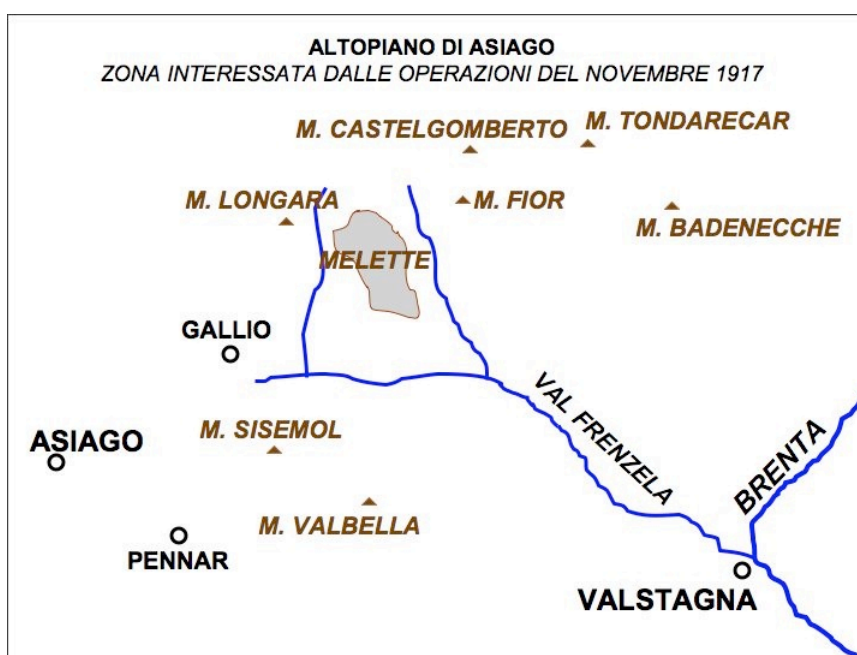 ALTOPIANO DI ASIAGO
ZONA INTERESSATA DALLE OPERAZIONI DEL NOVEMBRE 1917
M. CASTELGOMBERTO
M. TONDARECAR
M. LONGARA
M. FIOR
M. BADENECCHE
MELETTE
GALLIO
VAL FRENZELA
BRENTA
M. SISEMOL
ASIAGO
M. VALBELLA
PENNAR
VALSTAGNA